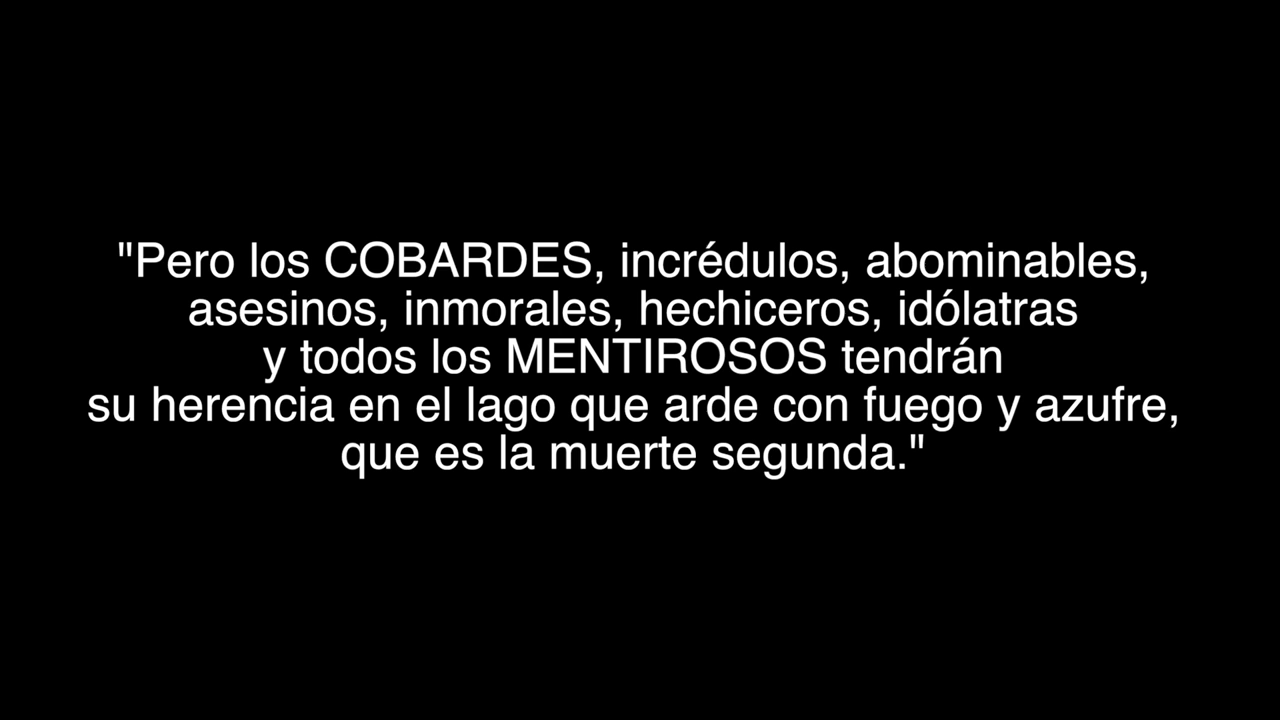 "Pero los COBARDES, incrédulos, abominables,
asesinos, inmorales, hechiceros, idólatras
y todos los MENTIROSOS tendrán
su herencia en el lago que arde con fuego y azufre,
que es la muerte segunda."